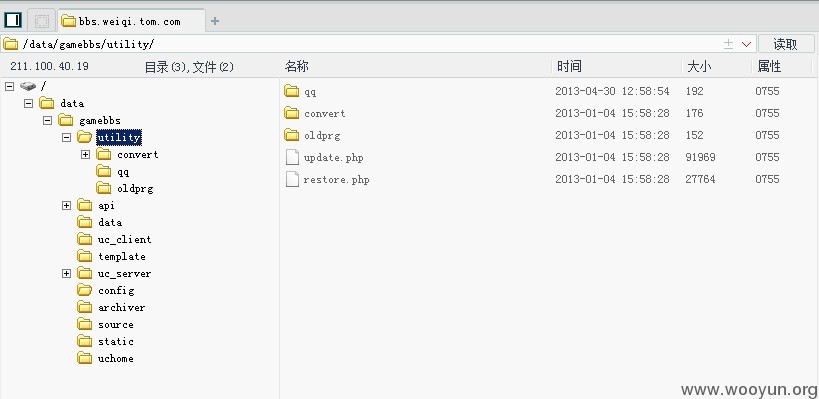 bbs.weiqi.tom.com
/data/gamebbs/utility/ 读取
211.100.40.19 目录(3),文件(2) 名称 时间 大小 属性
/
data
gamebbs
utility
convert
qq
oldprg
api
data
uc_client
template
uc_server
config
archiver
source
static
uchome
qq 2013-04-30 12:58:54 192 0755
convert 2013-01-04 15:58:28 176 0755
oldprg 2013-01-04 15:58:28 152 0755
update.php 2013-01-04 15:58:28 91969 0755
restore.php 2013-01-04 15:58:28 27764 0755
www.wooyun.org